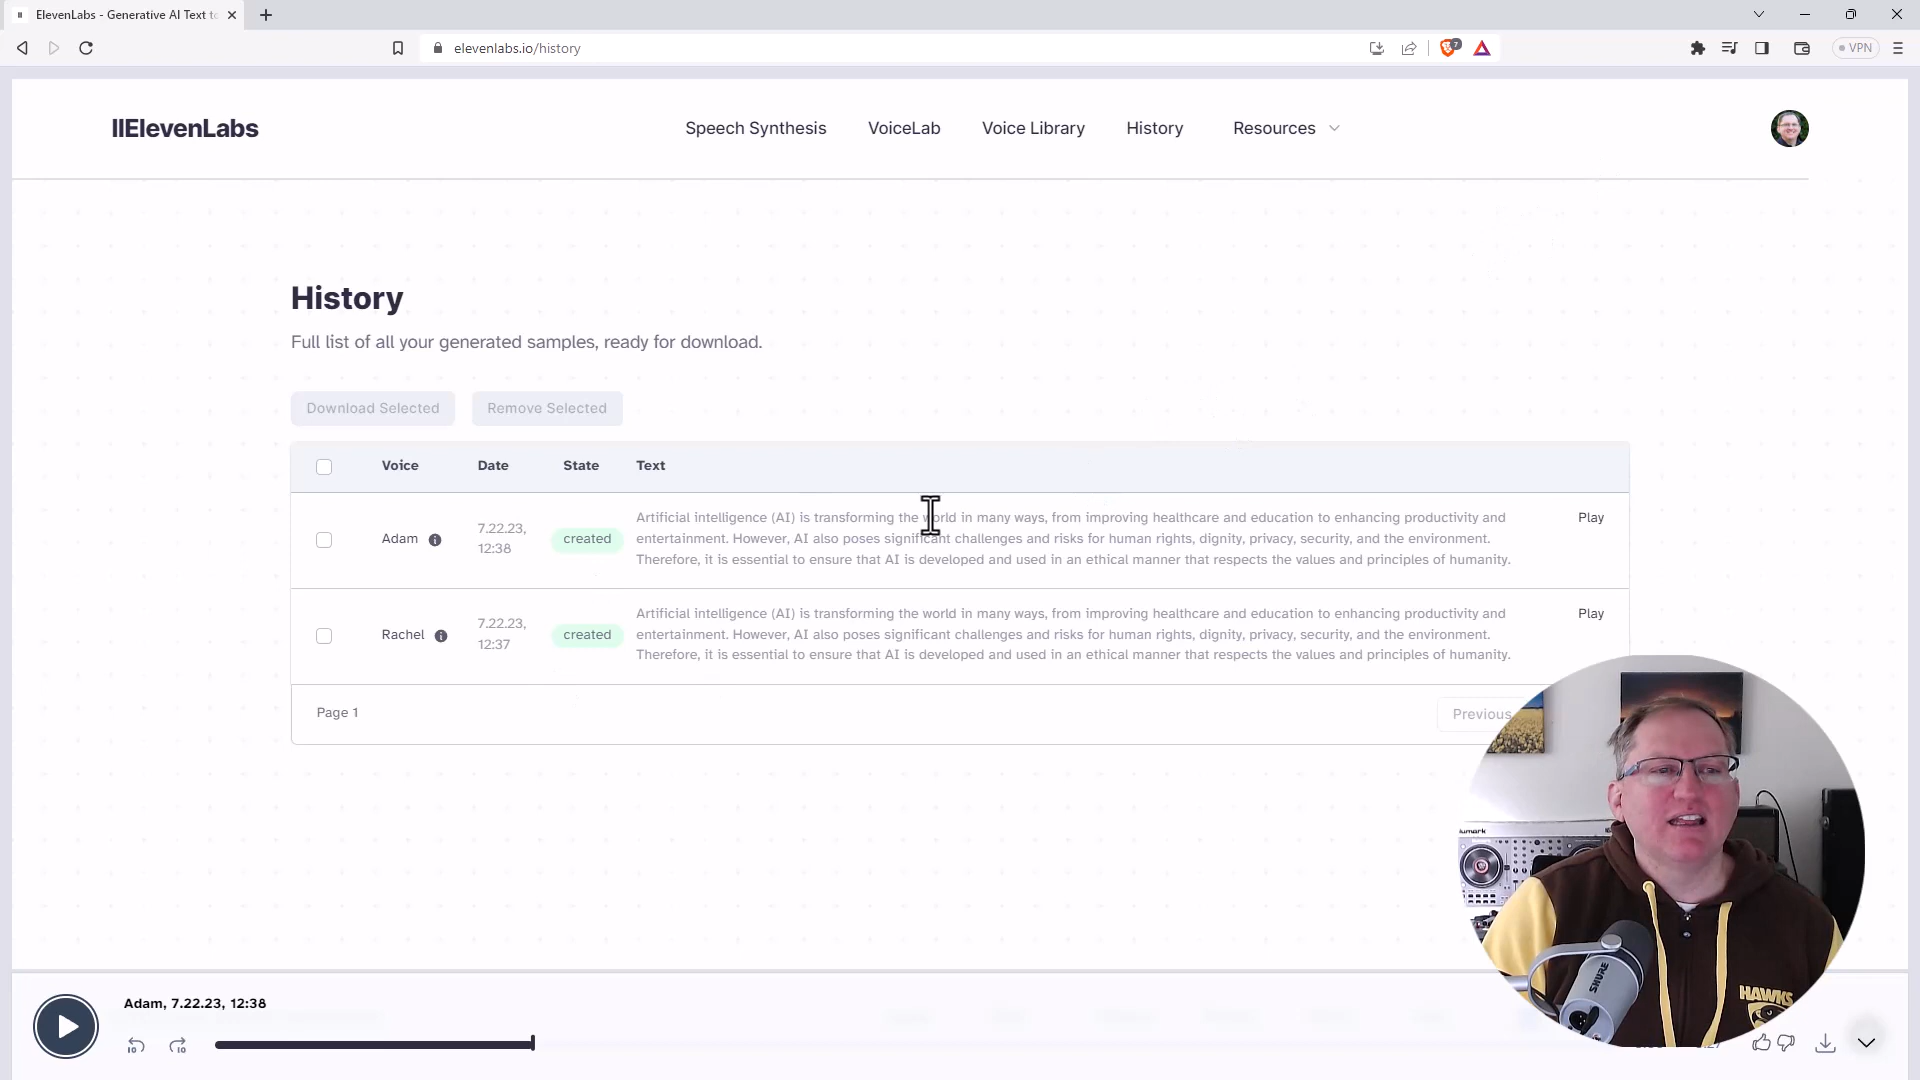 ElevenLabs - Generative AI Text to
elevenlabs.io/history
VPN
IIElevenLabs
Speech Synthesis
VoiceLab
Voice Library
History
Resources
History
Full list of all your generated samples, ready for download.
Download Selected
Remove Selected
Voice
Date
State
Text
Adam
7.22.23,
12:38
created
Artificial intelligence (AI) is transforming the world in many ways, from improving healthcare and education to enhancing productivity and
entertainment. However, AI also poses significant challenges and risks for human rights, dignity, privacy, security, and the environment.
Therefore, it is essential to ensure that AI is developed and used in an ethical manner that respects the values and principles of humanity.
Play
Rachel
7.22.23,
12:37
created
Artificial intelligence (AI) is transforming the world in many ways, from improving healthcare and education to enhancing productivity and
entertainment. However, AI also poses significant challenges and risks for human rights, dignity, privacy, security, and the environment.
Therefore, it is essential to ensure that AI is developed and used in an ethical manner that respects the values and principles of humanity.
Play
Page 1
Previous
SHURE
HAWKS
Adam, 7.22.23, 12:38
10
10